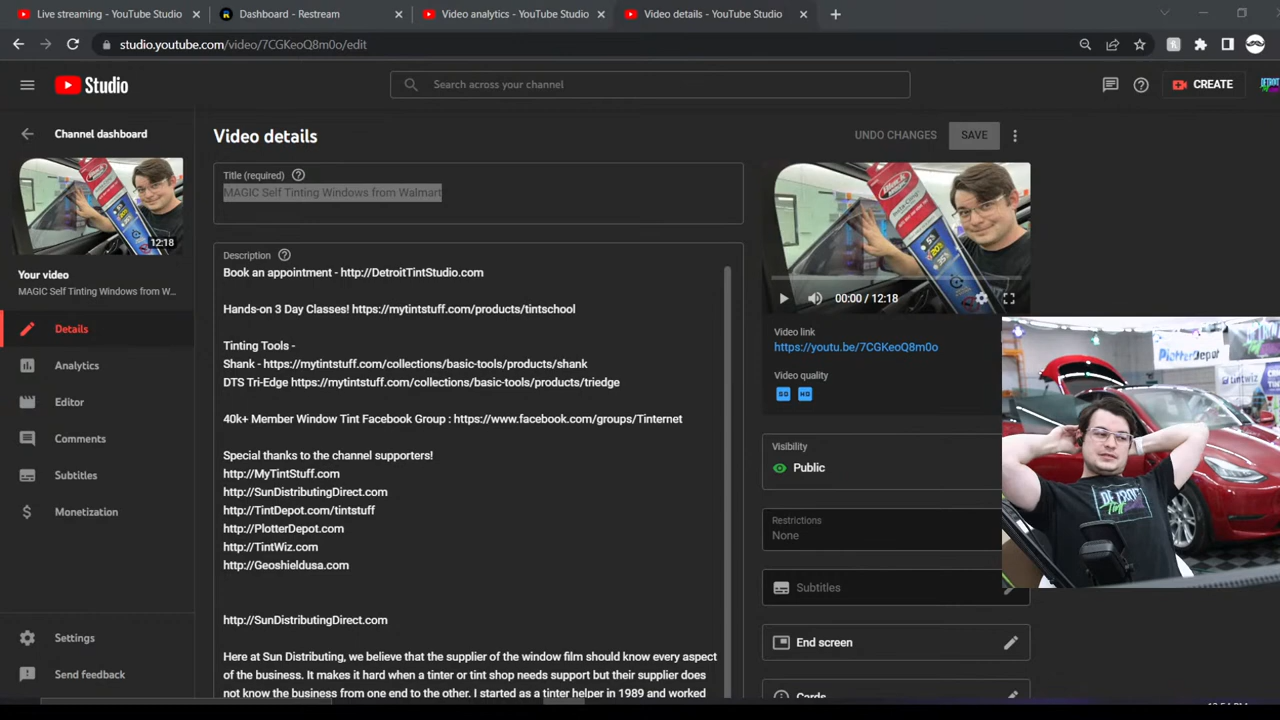 Live streaming - YouTube Studio
Dashboard - Restream
Video analytics - YouTube Studio
Video details - YouTube Studio
studio.youtube.com/video/7CGKeoQ8m0o/edit
Studio
Search across your channel
CREATE
Channel dashboard
12:18
Your video
MAGIC Self Tinting Windows from W...
Details
Analytics
Editor
Comments
Subtitles
Monetization
Settings
Send feedback
Video details
UNDO CHANGES
SAVE
Title (required)
MAGIC Self Tinting Windows from Walmart
Description
Book an appointment - http://DetroitTintStudio.com
Hands-on 3 Day Classes! https://mytintstuff.com/products/tintschool
Tinting Tools -
Shank - https://mytintstuff.com/collections/basic-tools/products/shank
DTS Tri-Edge https://mytintstuff.com/collections/basic-tools/products/triedge
40k+ Member Window Tint Facebook Group : https://www.facebook.com/groups/Tinternet
Special thanks to the channel supporters!
http://MyTintStuff.com
http://SunDistributingDirect.com
http://TintDepot.com/tintstuff
http://PlotterDepot.com
http://TintWiz.com
http://Geoshieldusa.com
http://SunDistributingDirect.com
Here at Sun Distributing, we believe that the supplier of the window film should know every aspect
of the business. It makes it hard when a tinter or tint shop needs support but their supplier does
not know the business from one end to the other. I started as a tinter helper in 1989 and worked
5%
20%
35%
00:00 / 12:18
Video link
https://youtu.be/7CGKeoQ8m0o
Video quality
SD HD
Visibility
Public
Restrictions
None
Subtitles
End screen
Cards
PlotterDepot
tintwiz
DETROIT